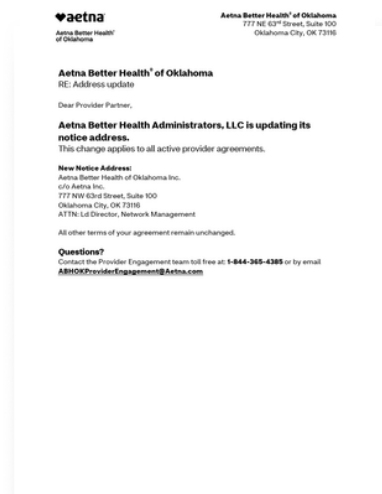 ♥aetna®
Aetna Better Health®
of Oklahoma
Aetna Better Health® of Oklahoma
777 NE 63rd Street, Suite 100
Oklahoma City, OK 73116
Aetna Better Health® of Oklahoma
RE: Address update
Dear Provider Partner,
Aetna Better Health Administrators, LLC is updating its
notice address.
This change applies to all active provider agreements.
New Notice Address:
Aetna Better Health of Oklahoma Inc.
c/o Aetna Inc.
777 NW 63rd Street, Suite 100
Oklahoma City, OK 73116
ATTN: Ld Director, Network Management
All other terms of your agreement remain unchanged.
Questions?
Contact the Provider Engagement team toll free at: 1-844-365-4385 or by email
ABHOKProviderEngagement@Aetna.com